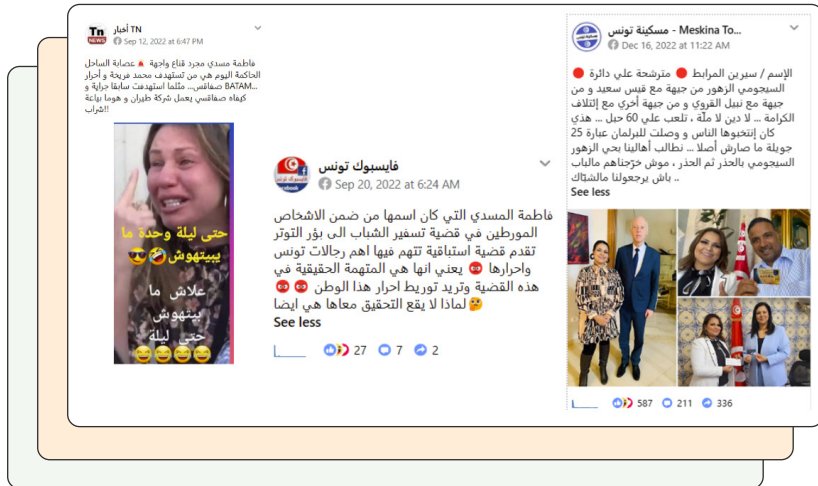 أخبار TN
Sep 12, 2022 at 6:47 PM
فاطمة مسدي مجرد قناع واجهة 🔺 عصابة الساحل
الحاكمة اليوم هي من تستهدف محمد فريخة و أحرار
صفاقس... مثلما استهدفت سابقا جراية و BATAM...
كيفاه صفاقسي يعمل شركة طيران و هوما بياعة
شراب!!
حتى ليلة وحدة ما
يبيتهوش🤣😎
علاش ما
بيتهوش
حتى ليلة
😄😄😄😄
فايسبوك تونس
Sep 20, 2022 at 6:24 AM
فاطمة المسدي التي كان اسمها من ضمن الاشخاص
المورطين في قضية تسفير الشباب الى بؤر التوتر
تقدم قضية استباقية تتهم فيها اهم رجالات تونس
واحرارها 🥵 يعني انها هي المتهمة الحقيقية في
هذه القضية وتريد توريط احرار هذا الوطن 🥵 🥵
لماذا لا يقع التحقيق معاها هي ايضا🤔
See less
27 7 2
مسكينة تونس - Meskina To...
Dec 16, 2022 at 11:22 AM
الإسم / سيرين المرابط 🔴 مترشحة علي دائرة 🔴
السيجومي الزهور من جيهة مع قيس سعيد و من
جيهة مع نبيل القروي و من جيهة أخري مع إئتلاف
الكرامة ... لا دين لا ملّة ، تلعب علي 60 حبل ... هذي
كان إنتخبوها الناس و وصلت للبرلمان عبارة 25
جويلة ما صارش أصلا ... نطالب أهالينا بحي الزهور
السيجومي بالحذر ثم الحذر ، موش خرّجناهم مالباب
باش يرجعولنا مالشبّاك ..
See less
587 211 336